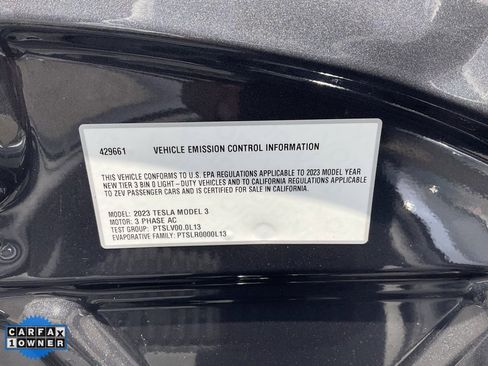 429661 VEHICLE EMISSION CONTROL INFORMATION
THIS VEHICLE CONFORMS TO U.S. EPA REGULATIONS APPLICABLE TO 2023 MODEL YEAR
NEW TIER 3 BIN 0 LIGHT-DUTY VEHICLES AND TO CALIFORNIA REGULATIONS APPLICABLE
TO ZEV PASSENGER CARS AND IS CERTIFIED FOR SALE IN CALIFORNIA.
MODEL: 2023 TESLA MODEL 3
MOTOR: 3 PHASE AC
TEST GROUP: PTSLV00.0L13
EVAPORATIVE FAMILY: PTSLR0000L13
CARFAX
1 OWNER